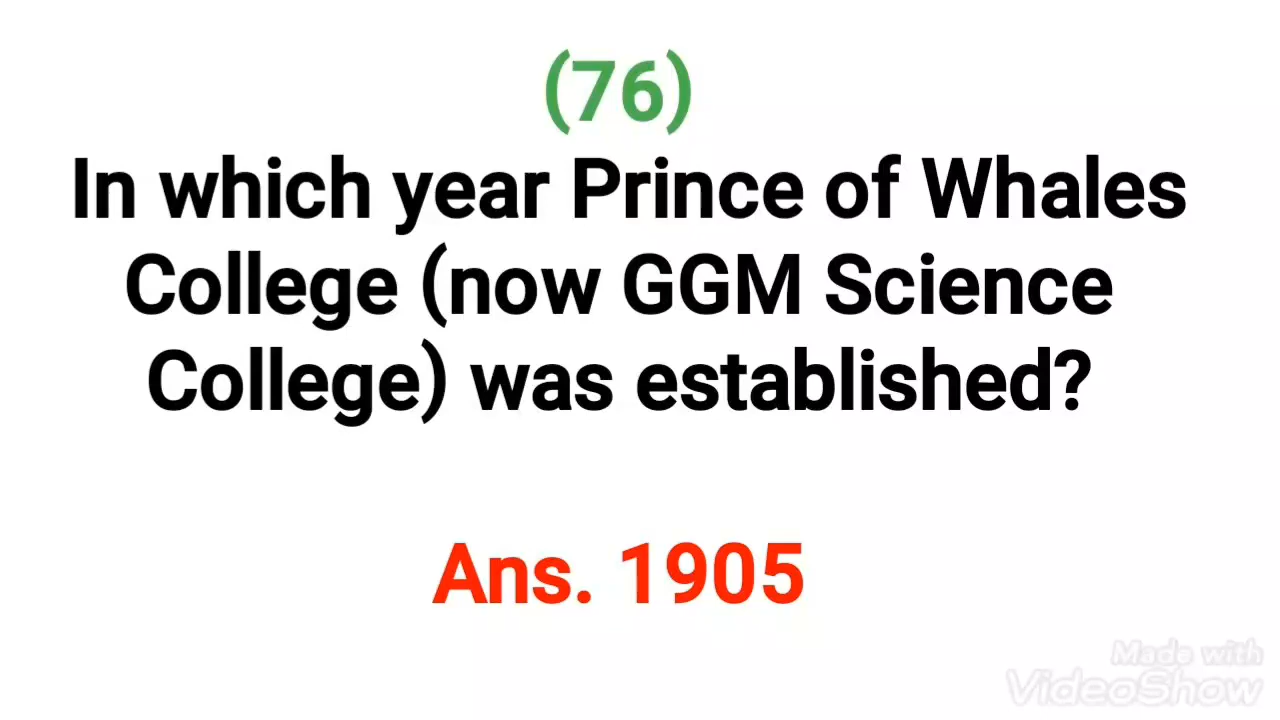 (76)
In which year Prince of Whales
College (now GGM Science
College) was established?
Ans. 1905
Made with
VideoShow